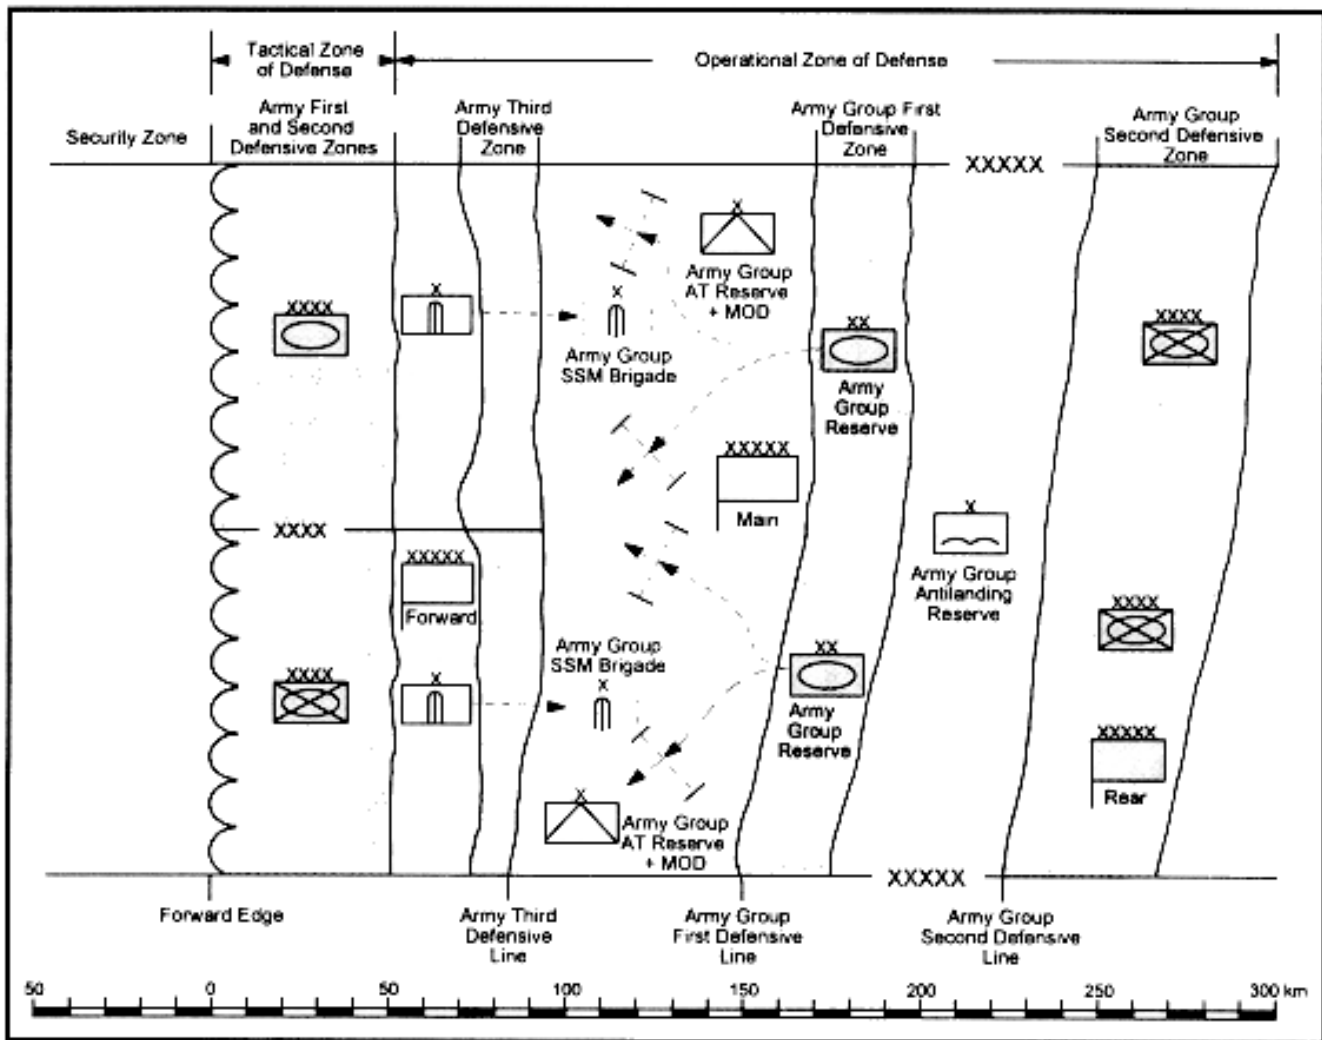 Tactical Zone
of Defense
Operational Zone of Defense
Security Zone
Army First
and Second
Defensive Zones
Army Third
Defensive
Zone
Army Group First
Defensive
Zone
Army Group
Second Defensive
Zone
XXXXX
X
Army Group
AT Reserve
+ MOD
XXXX
X
X
Army Group
SSM Brigade
XX
Army
Group
Reserve
XXXX
XXXXX
Main
XXXX
X
Army Group
Antilanding
Reserve
XXXXX
Forward
XXXX
Army Group
SSM Brigade
X
XX
Army
Group
Reserve
XXXX
X
XXXXX
Rear
X
Army Group
AT Reserve
+ MOD
XXXXX
Forward Edge
Army Third
Defensive
Line
Army Group
First Defensive
Line
Army Group
Second Defensive
Line
50 0 50 100 150 200 250 300 km